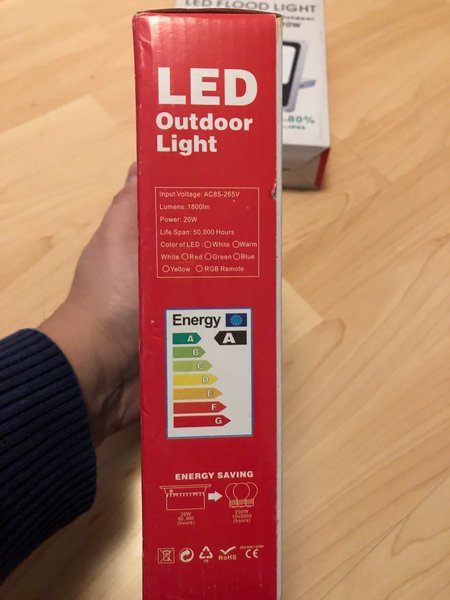 LED FLOOD LIGHT
80%
LED
Outdoor
Light
Input Voltage: AC85-265V
Lumens: 1800lm
Power: 20W
Life Span: 50,000 Hours
Color of LED : White Warm
White Red Green Blue
Yellow RGB Remote
Energy A
A
B
C
D
E
F
G
ENERGY SAVING
20W
50,000
(hours)
200W
10x5000
(hours)
RoHS CE